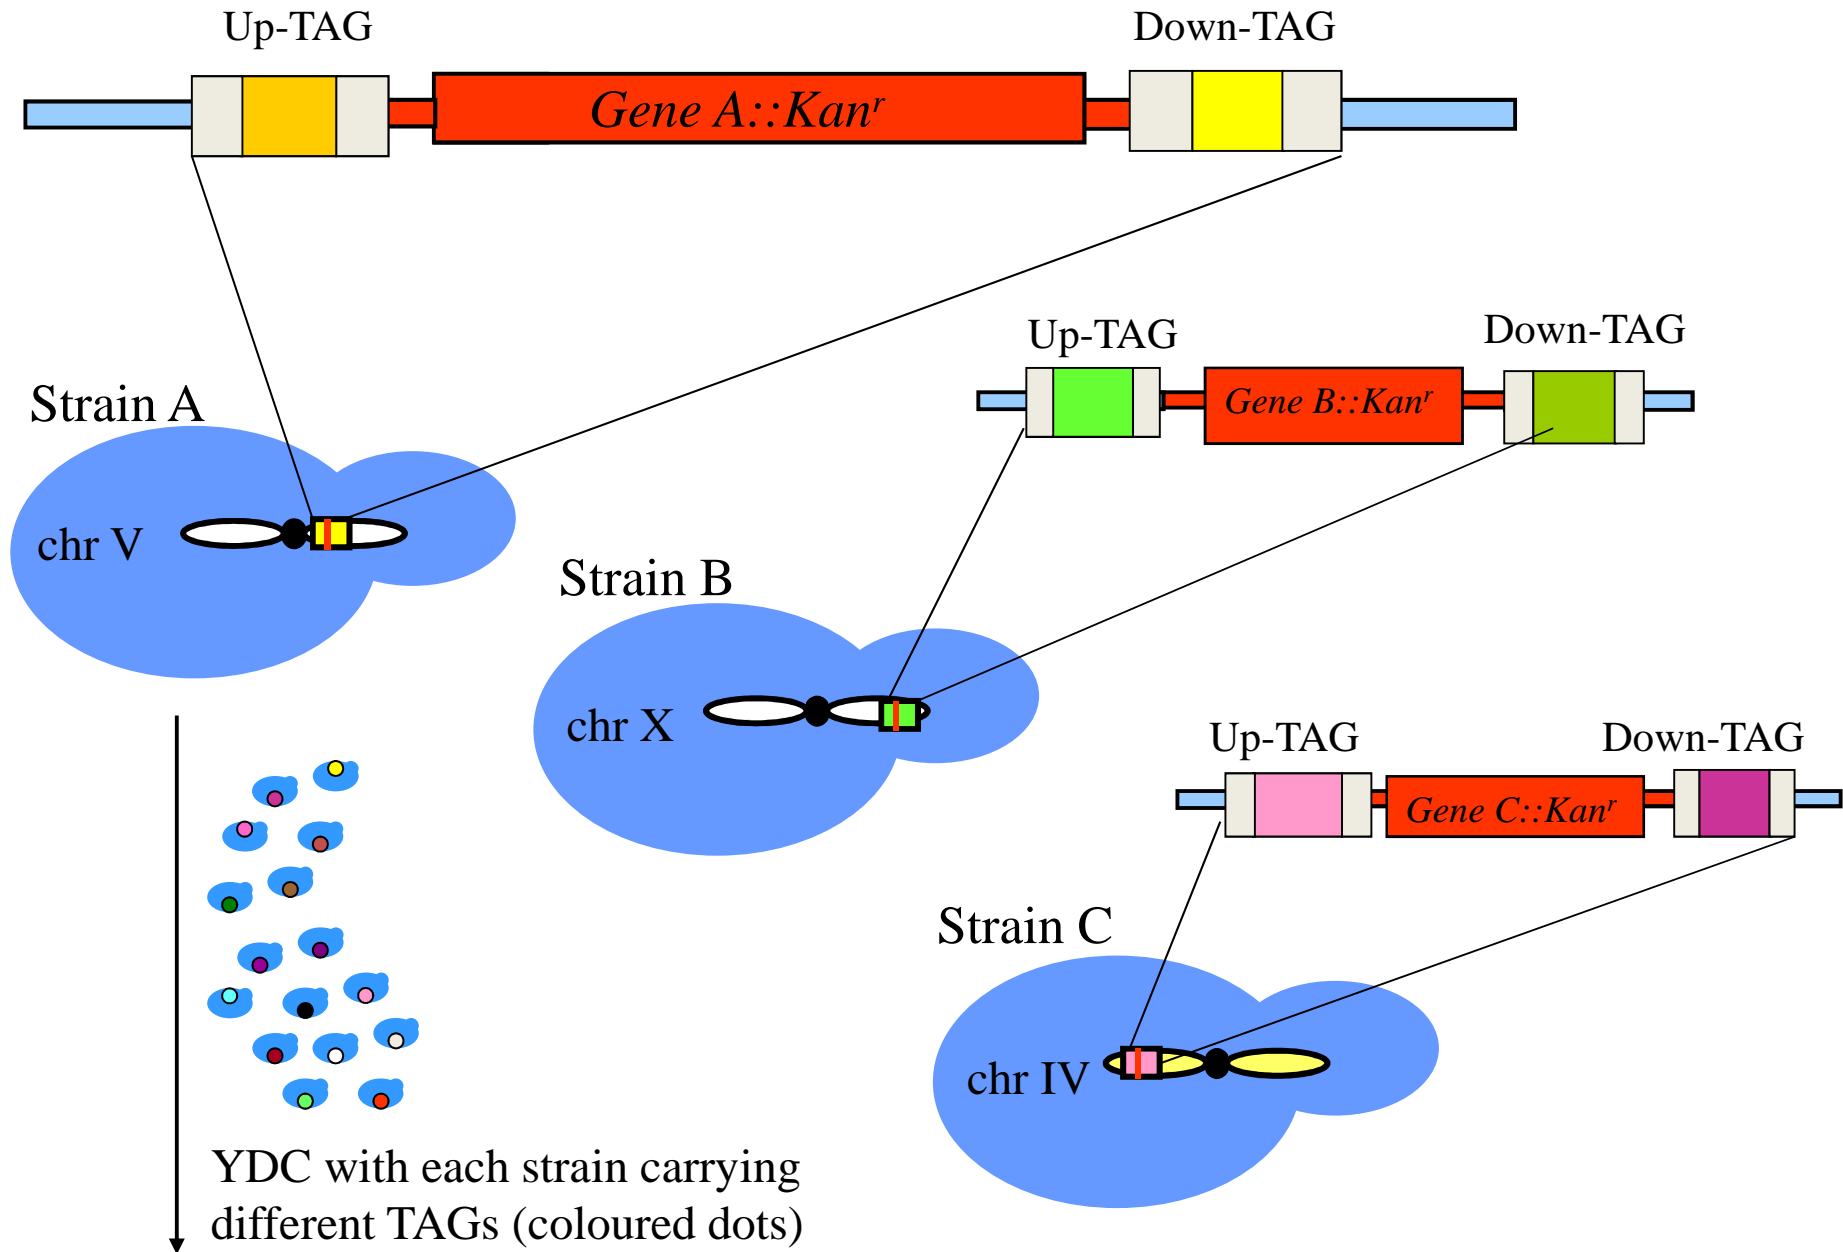 Up-TAG
Down-TAG
Gene A::Kanʳ
Up-TAG
Down-TAG
Gene B::Kanʳ
Strain A
chr V
Strain B
chr X
Up-TAG
Down-TAG
Gene C::Kanʳ
Strain C
chr IV
YDC with each strain carrying
different TAGs (coloured dots)